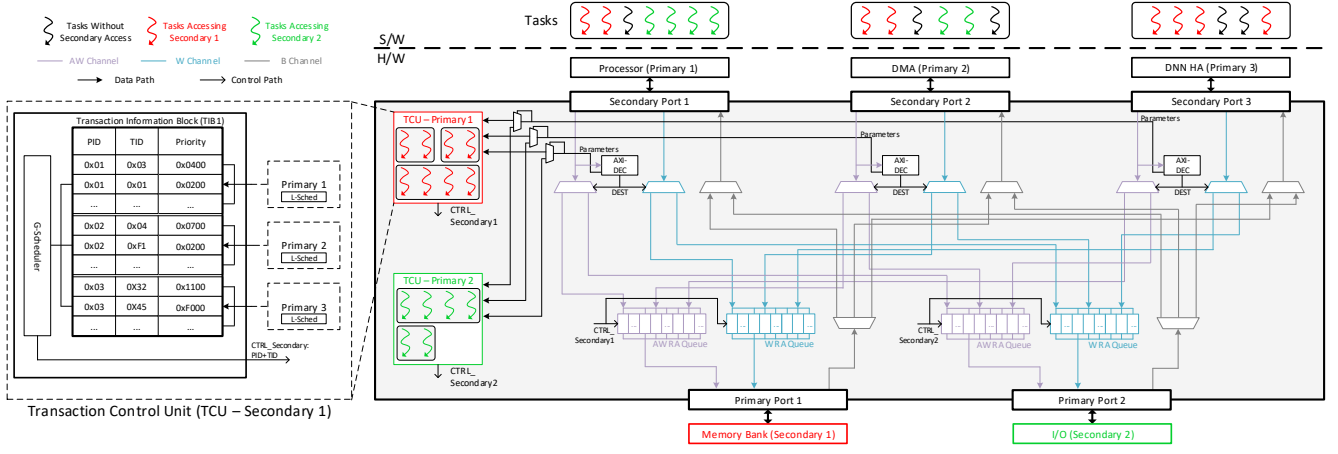 Tasks
Tasks Without
Secondary Access
Tasks Accessing
Secondary 1
Tasks Accessing
Secondary 2
AW Channel
W Channel
B Channel
Data Path
Control Path
S/W
H/W
Processor (Primary 1)
DMA (Primary 2)
DNN HA (Primary 3)
Secondary Port 1
Secondary Port 2
Secondary Port 3
Transaction Information Block (TIB1)
PID TID Priority
0x01 0x03 0x0400
0x01 0x01 0x0200
... ... ...
0x02 0x04 0x0700
0x02 0xF1 0x0200
... ... ...
0x03 0X32 0x1100
0x03 0X45 0xF000
... ... ...
G-Scheduler
Primary 1
L-Sched
Primary 2
L-Sched
Primary 3
L-Sched
CTRL_Secondary:
PID+TID
Transaction Control Unit (TCU – Secondary 1)
TCU – Primary 1
CTRL_
Secondary1
TCU – Primary 2
CTRL_
Secondary2
Parameters
Parameters
Parameters
AXI-
DEC
DEST
AXI-
DEC
DEST
AXI-
DEC
DEST
CTRL_
Secondary1
... ... ...
AWRA Queue
... ... ...
WRA Queue
CTRL_
Secondary2
... ... ...
AWRA Queue
... ... ...
WRA Queue
Primary Port 1
Primary Port 2
Memory Bank (Secondary 1)
I/O (Secondary 2)